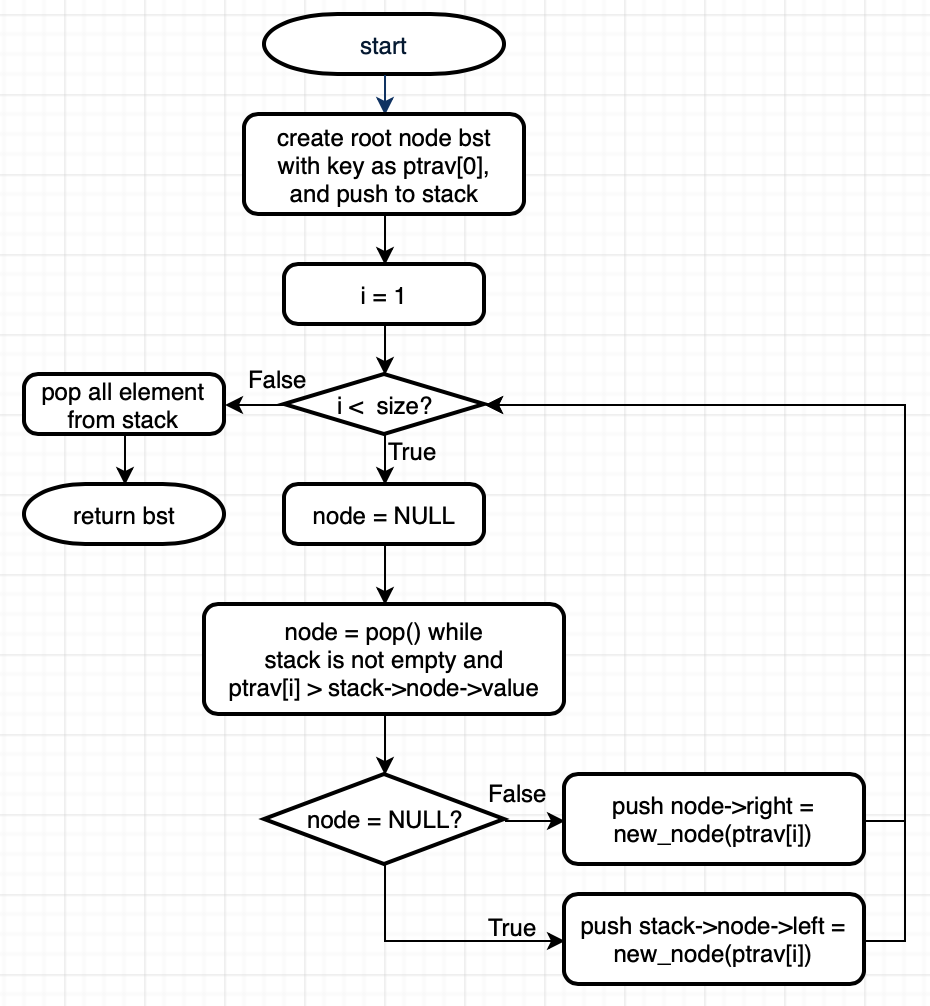 start
create root node bst
with key as ptrav[0],
and push to stack
i = 1
False
pop all element
from stack
i <  size?
True
return bst
node = NULL
node = pop() while
stack is not empty and
ptrav[i] > stack->node->value
False
node = NULL?
push node->right =
new_node(ptrav[i])
True
push stack->node->left =
new_node(ptrav[i])